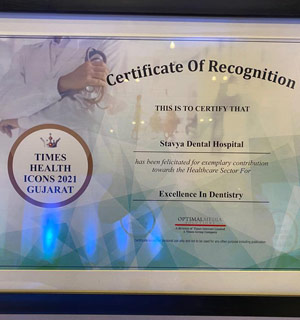 Certificate Of Recognition
THIS IS TO CERTIFY THAT
Stavya Dental Hospital
has been felicitated for exemplary contribution
towards the Healthcare Sector For
Excellence In Dentistry
TIMES
HEALTH
ICONS 2021
GUJARAT